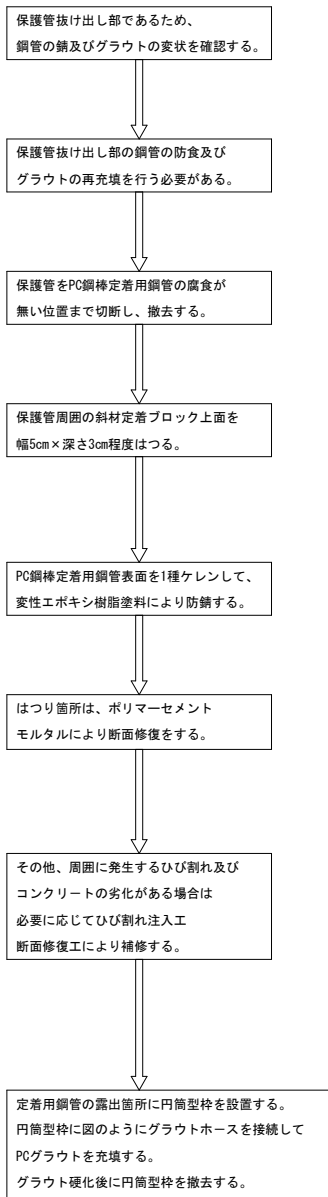 保護管抜け出し部であるため、
鋼管の錆及びグラウトの変状を確認する。
保護管抜け出し部の鋼管の防食及び
グラウトの再充填を行う必要がある。
保護管をPC鋼棒定着用鋼管の腐食が
無い位置まで切断し、撤去する。
保護管周囲の斜材定着ブロック上面を
幅5cm×深さ3cm程度はつる。
PC鋼棒定着用鋼管表面を1種ケレンして、
変性エポキシ樹脂塗料により防錆する。
はつり箇所は、ポリマーセメント
モルタルにより断面修復をする。
その他、周囲に発生するひび割れ及び
コンクリートの劣化がある場合は
必要に応じてひび割れ注入工
断面修復工により補修する。
定着用鋼管の露出箇所に円筒型枠を設置する。
円筒型枠に図のようにグラウトホースを接続して
PCグラウトを充填する。
グラウト硬化後に円筒型枠を撤去する。